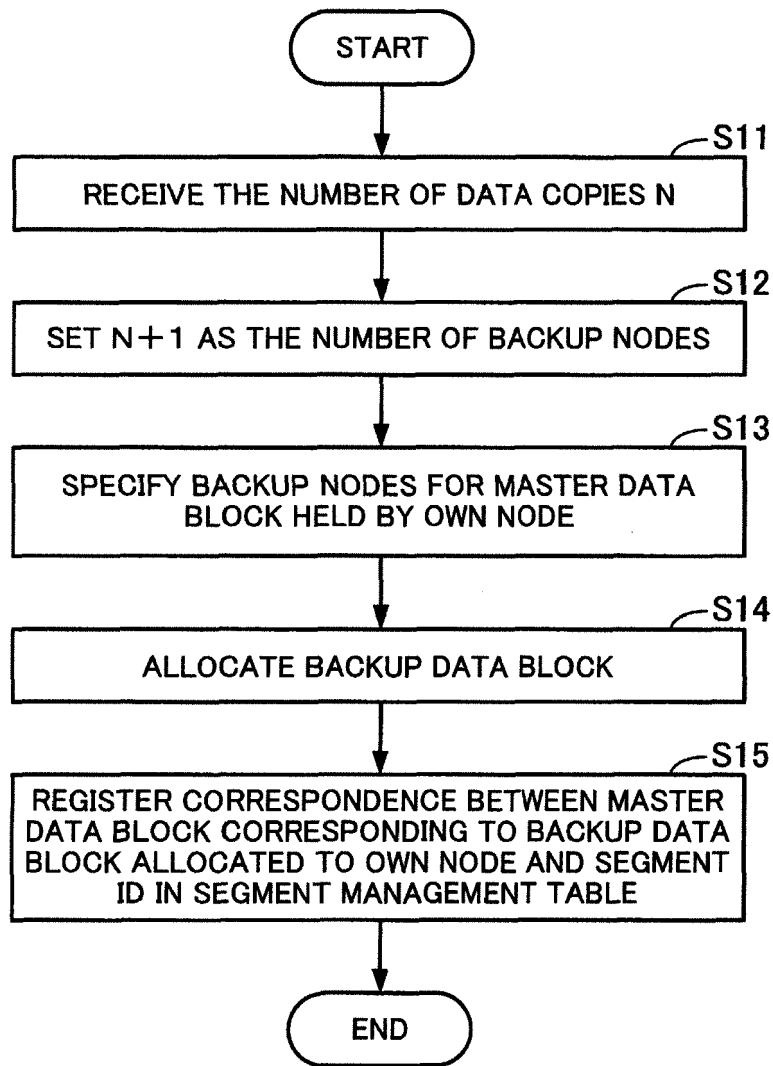 START
S11
RECEIVE THE NUMBER OF DATA COPIES N
S12
SET N+1 AS THE NUMBER OF BACKUP NODES
S13
SPECIFY BACKUP NODES FOR MASTER DATA
BLOCK HELD BY OWN NODE
S14
ALLOCATE BACKUP DATA BLOCK
S15
REGISTER CORRESPONDENCE BETWEEN MASTER
DATA BLOCK CORRESPONDING TO BACKUP DATA
BLOCK ALLOCATED TO OWN NODE AND SEGMENT
ID IN SEGMENT MANAGEMENT TABLE
END